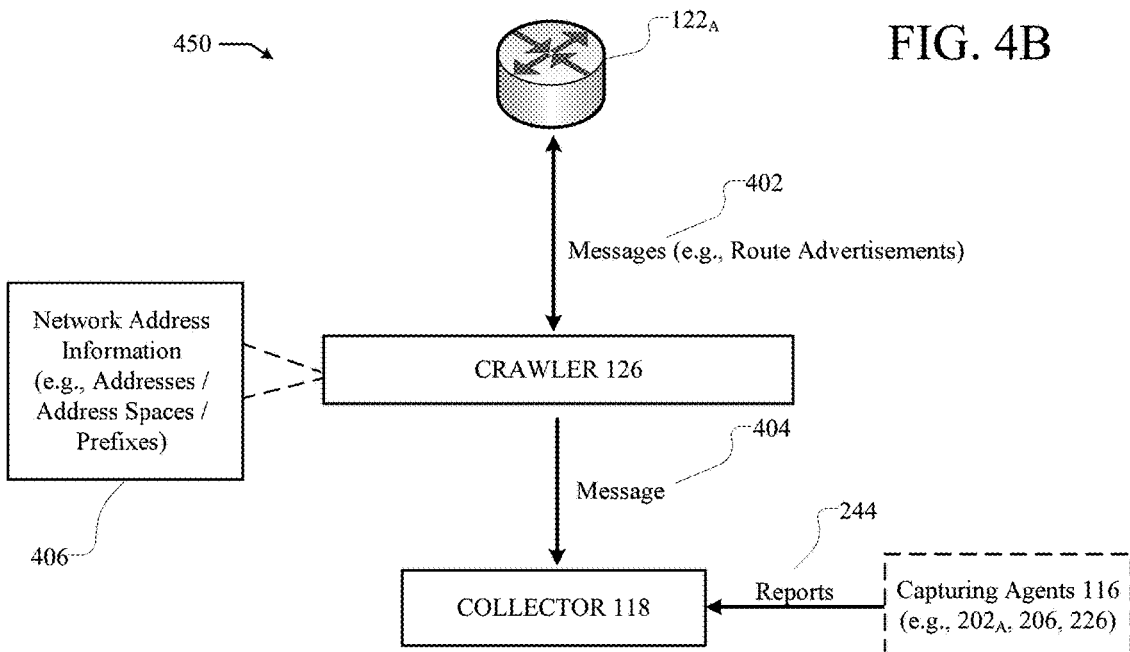 450
122A
FIG. 4B
402
Messages (e.g., Route Advertisements)
Network Address
Information
(e.g., Addresses /
Address Spaces /
Prefixes)
CRAWLER 126
404
Message
406
244
Reports
COLLECTOR 118
Capturing Agents 116
(e.g., 202A, 206, 226)